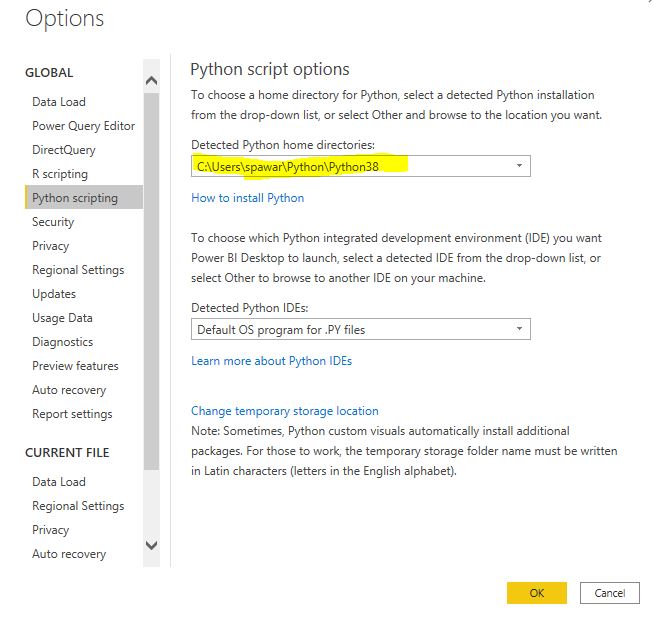 Options
GLOBAL
Data Load
Power Query Editor
DirectQuery
R scripting
Python scripting
Security
Privacy
Regional Settings
Updates
Usage Data
Diagnostics
Preview features
Auto recovery
Report settings
CURRENT FILE
Data Load
Regional Settings
Privacy
Auto recovery
Python script options
To choose a home directory for Python, select a detected Python installation
from the drop-down list, or select Other and browse to the location you want.
Detected Python home directories:
C:\Users\spawar\Python\Python38
How to install Python
To choose which Python integrated development environment (IDE) you want
Power BI Desktop to launch, select a detected IDE from the drop-down list, or
select Other to browse to another IDE on your machine.
Detected Python IDEs:
Default OS program for .PY files
Learn more about Python IDEs
Change temporary storage location
Note: Sometimes, Python custom visuals automatically install additional
packages. For those to work, the temporary storage folder name must be written
in Latin characters (letters in the English alphabet).
OK
Cancel